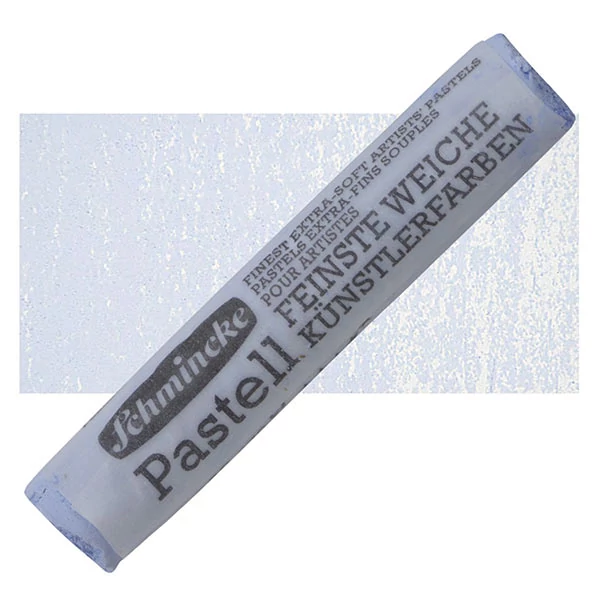 FINEST EXTRA-SOFT ARTISTS' PASTELS
PASTELS EXTRA-FINS SOUPLES
POUR ARTISTES
FEINSTE WEICHE
KÜNSTLERFARBEN
Schmincke
Pastell